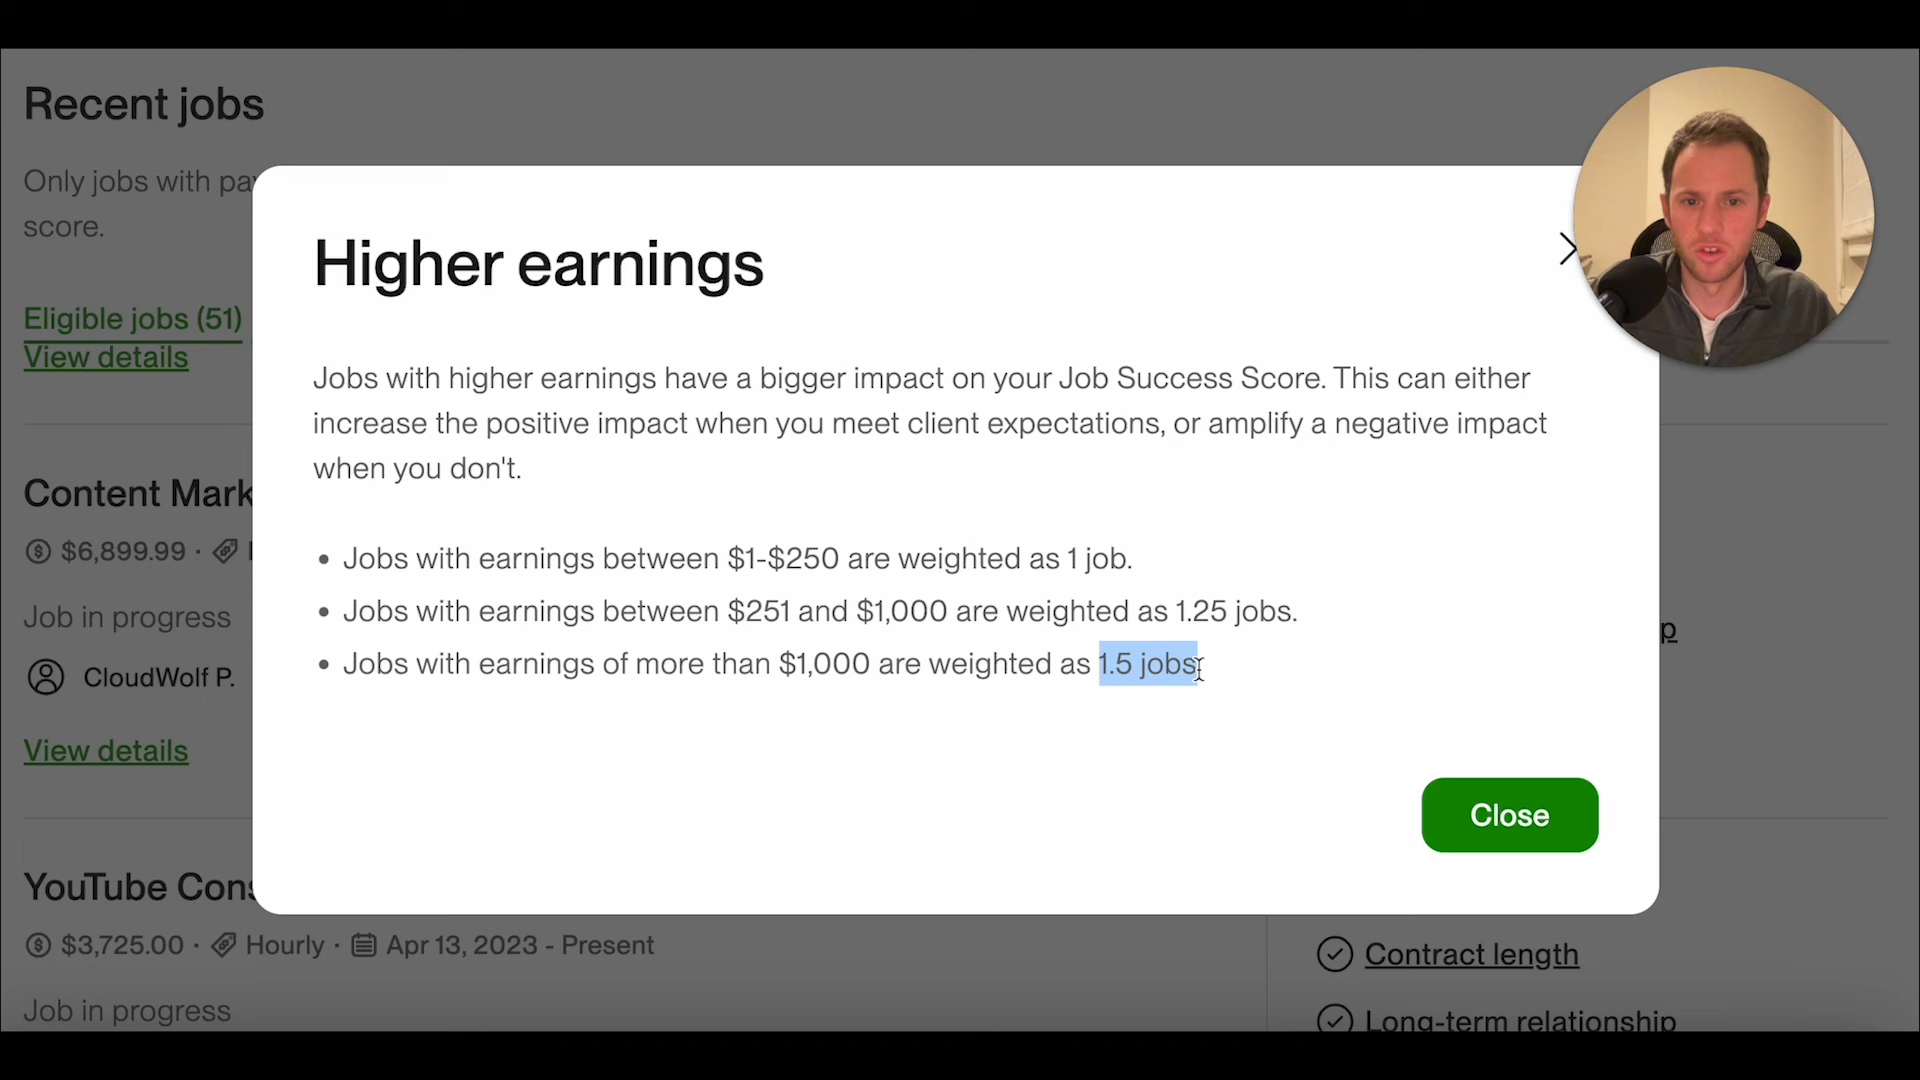 Recent jobs
Only jobs with pa
score.
Eligible jobs (51)
View details
Content Mark
$6,899.99 ·
Job in progress
CloudWolf P.
View details
YouTube Cons
$3,725.00 · Hourly · Apr 13, 2023 - Present
Job in progress
Higher earnings
Jobs with higher earnings have a bigger impact on your Job Success Score. This can either
increase the positive impact when you meet client expectations, or amplify a negative impact
when you don't.
• Jobs with earnings between $1-$250 are weighted as 1 job.
• Jobs with earnings between $251 and $1,000 are weighted as 1.25 jobs.
• Jobs with earnings of more than $1,000 are weighted as 1.5 jobs
Close
Contract length
Long-term relationship